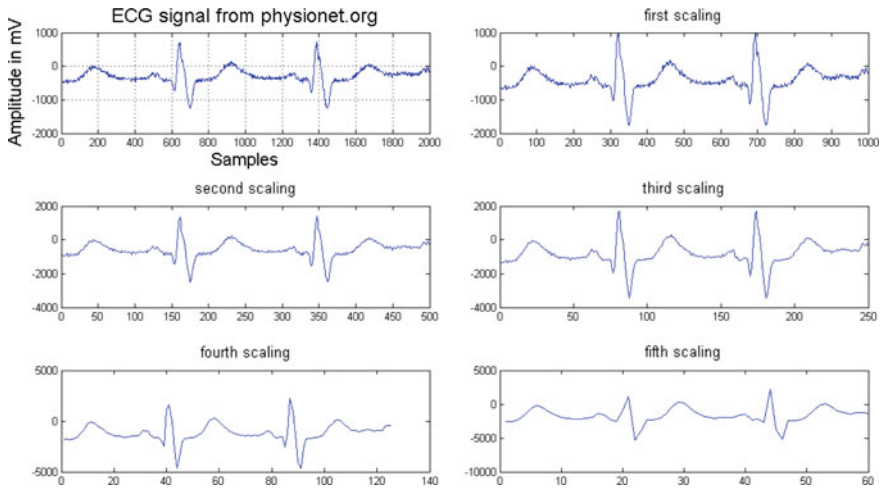 ECG signal from physionet.org
Amplitude in mV
1000
0
-1000
-2000
0 200 400 600 800 1000 1200 1400 1600 1800 2000
Samples
first scaling
1000
0
-1000
-2000
0 100 200 300 400 500 600 700 800 900 1000
second scaling
2000
0
-2000
-4000
0 50 100 150 200 250 300 350 400 450 500
third scaling
2000
0
-2000
-4000
0 50 100 150 200 250
fourth scaling
5000
0
-5000
0 20 40 60 80 100 120 140
fifth scaling
5000
0
-5000
-10000
0 10 20 30 40 50 60